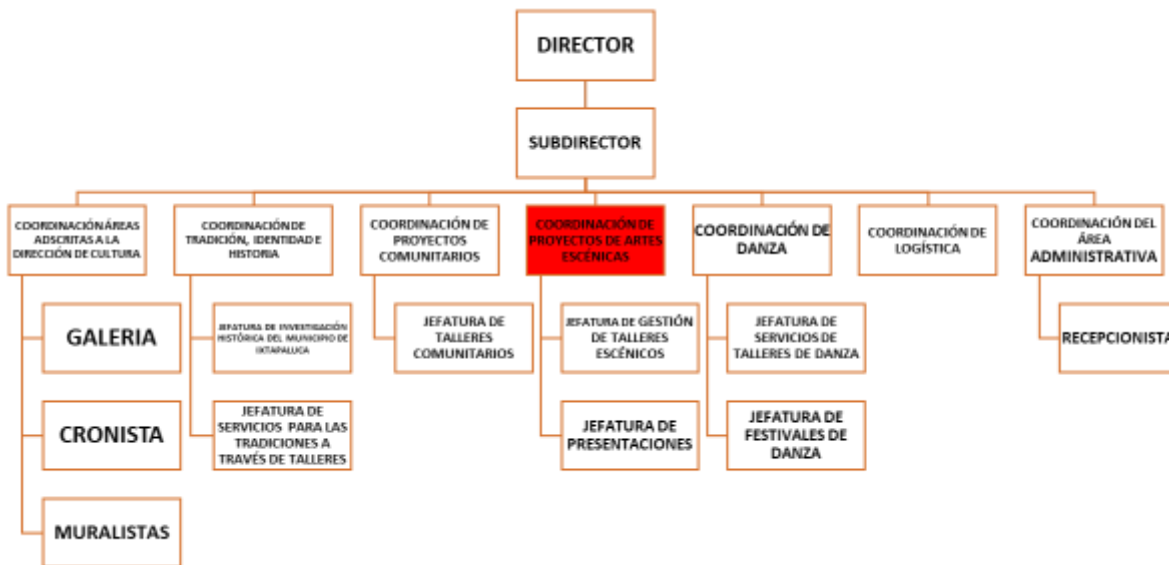 DIRECTOR
SUBDIRECTOR
COORDINACIÓN ÁREAS
ADSCRITAS A LA
DIRECCIÓN DE CULTURA
COORDINACIÓN DE
TRADICIÓN, IDENTIDAD E
HISTORIA
COORDINACIÓN DE
PROYECTOS
COMUNITARIOS
COORDINACIÓN DE
PROYECTOS DE ARTES
ESCÉNICAS
COORDINACIÓN DE
DANZA
COORDINACIÓN DE
LOGÍSTICA
COORDINACIÓN DEL
ÁREA
ADMINISTRATIVA
GALERIA
JEFATURA DE INVESTIGACIÓN
HISTÓRICA DEL MUNICIPIO DE
IXTAPALUCA
JEFATURA DE
TALLERES
COMUNITARIOS
JEFATURA DE GESTIÓN
DE TALLERES
ESCÉNICOS
JEFATURA DE
SERVICIOS DE
TALLERES DE DANZA
RECEPCIONISTA
CRONISTA
JEFATURA DE
SERVICIOS PARA LAS
TRADICIONES A
TRAVÉS DE TALLERES
JEFATURA DE
PRESENTACIONES
JEFATURA DE
FESTIVALES DE
DANZA
MURALISTAS